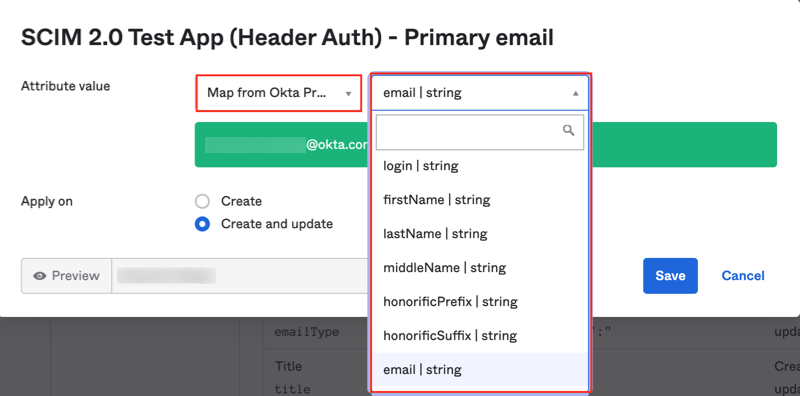 SCIM 2.0 Test App (Header Auth) - Primary email
Attribute value
Map from Okta Pr...
email | string
@okta.com
login | string
Apply on
Create
firstName | string
Create and update
lastName | string
middleName | string
Preview
Save
Cancel
honorificPrefix | string
honorificSuffix | string
emailType
:"
upda
email | string
Title
Crea
title
upda